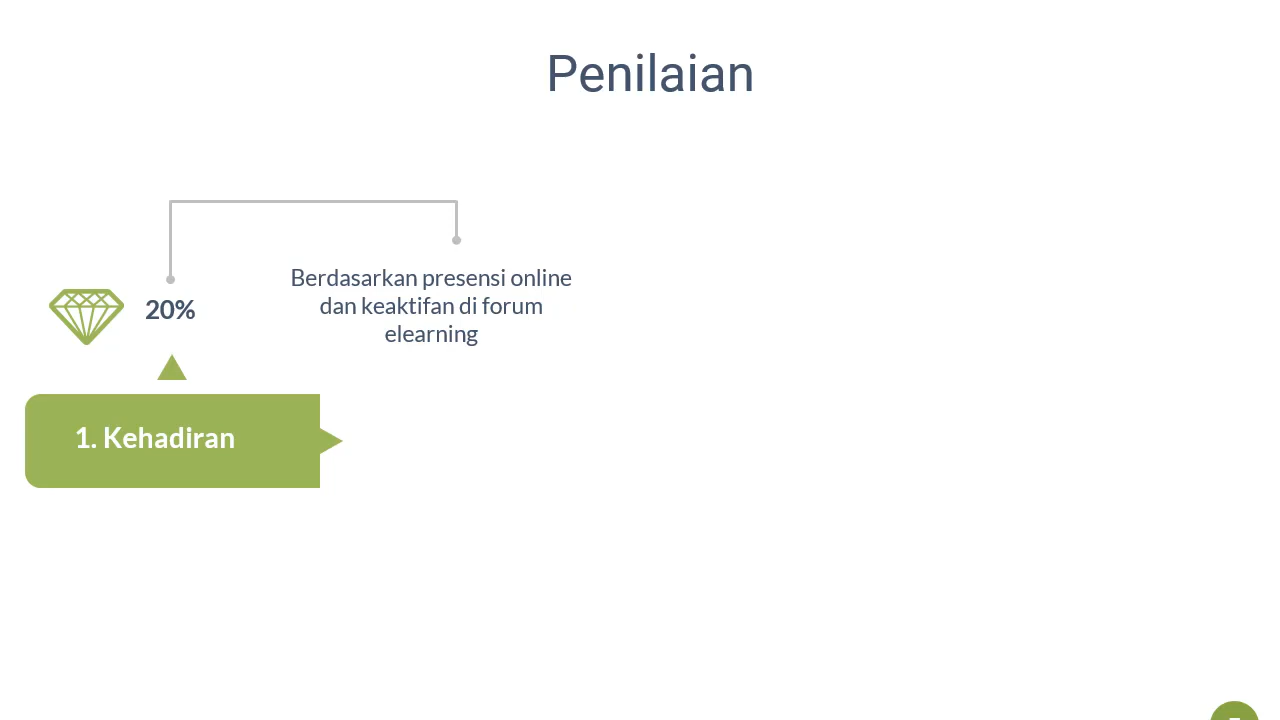 Penilaian
20%
Berdasarkan presensi online
dan keaktifan di forum
elearning
1. Kehadiran